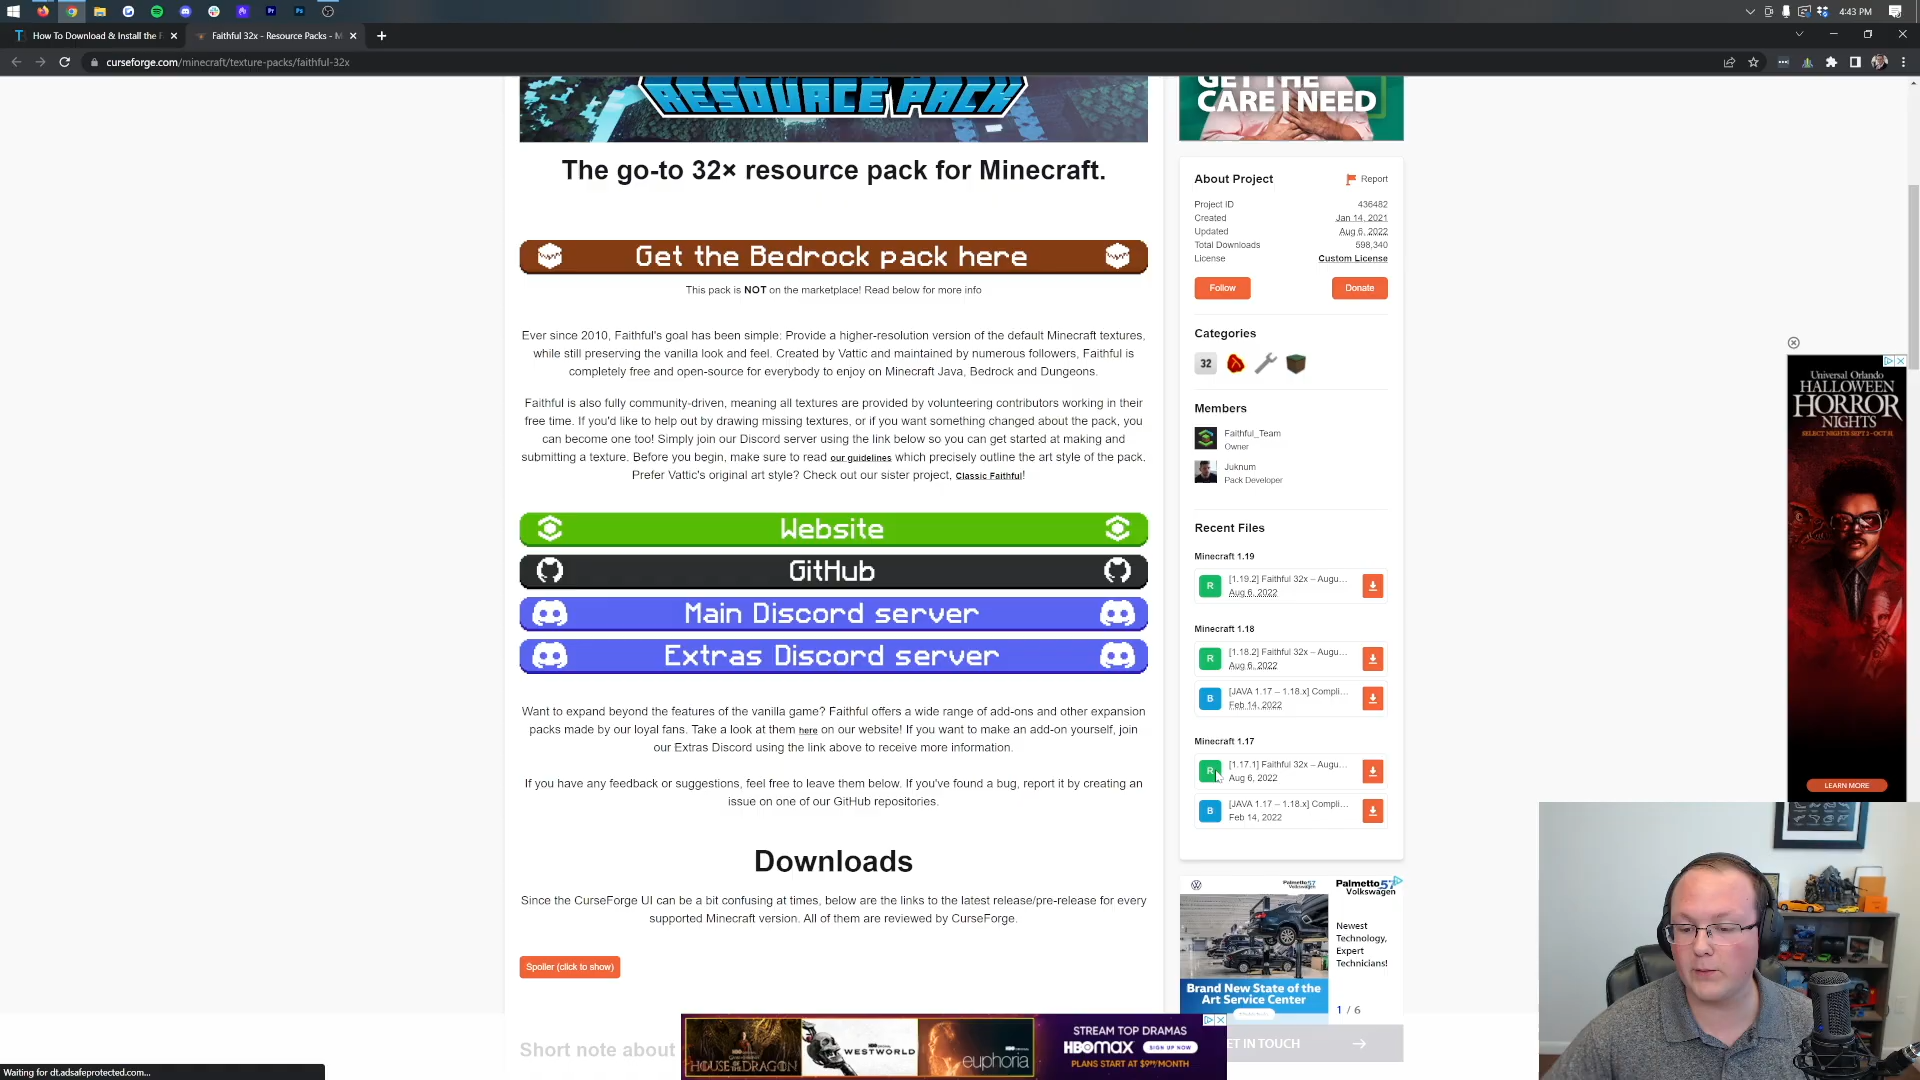 4:43 PM
How To Download & Install the F
Faithful 32x - Resource Packs - M
curseforge.com/minecraft/texture-packs/faithful-32x
RESOURCE PACK
The go-to 32× resource pack for Minecraft.
Get the Bedrock pack here
This pack is NOT on the marketplace! Read below for more info
Ever since 2010, Faithful's goal has been simple: Provide a higher-resolution version of the default Minecraft textures,
while still preserving the vanilla look and feel. Created by Vattic and maintained by numerous followers, Faithful is
completely free and open-source for everybody to enjoy on Minecraft Java, Bedrock and Dungeons.
Faithful is also fully community-driven, meaning all textures are provided by volunteering contributors working in their
free time. If you'd like to help out by drawing missing textures, or if you want something changed about the pack, you
can become one too! Simply join our Discord server using the link below so you can get started at making and
submitting a texture. Before you begin, make sure to read our guidelines which precisely outline the art style of the pack.
Prefer Vattic's original art style? Check out our sister project, Classic Faithful!
Website
GitHub
Main Discord server
Extras Discord server
Want to expand beyond the features of the vanilla game? Faithful offers a wide range of add-ons and other expansion
packs made by our loyal fans. Take a look at them here on our website! If you want to make an add-on yourself, join
our Extras Discord using the link above to receive more information.
If you have any feedback or suggestions, feel free to leave them below. If you've found a bug, report it by creating an
issue on one of our GitHub repositories.
Downloads
Since the CurseForge UI can be a bit confusing at times, below are the links to the latest release/pre-release for every
supported Minecraft version. All of them are reviewed by CurseForge.
Spoiler (click to show)
Short note about
GET THE
CARE I NEED
About Project
Report
Project ID 436482
Created Jan 14, 2021
Updated Aug 6, 2022
Total Downloads 598,340
License Custom License
Follow
Donate
Categories
32
Members
Faithful_Team
Owner
Juknum
Pack Developer
Recent Files
Minecraft 1.19
R [1.19.2] Faithful 32x – Augu...
Aug 6, 2022
Minecraft 1.18
R [1.18.2] Faithful 32x – Augu...
Aug 6, 2022
B [JAVA 1.17 – 1.18.x] Compli...
Feb 14, 2022
Minecraft 1.17
R [1.17.1] Faithful 32x – Augu...
Aug 6, 2022
B [JAVA 1.17 – 1.18.x] Compli...
Feb 14, 2022
Palmetto57
Palmetto57
Volkswagen
Newest
Technology,
Expert
Technicians!
Brand New State of the
Art Service Center
1 / 6
ET IN TOUCH
HOUSE OF THE DRAGON
WESTWORLD
euphoria
STREAM TOP DRAMAS
HBOMAX SIGN UP NOW
PLANS START AT $9.99/MONTH
Universal Orlando
HALLOWEEN
HORROR
NIGHTS
SELECT NIGHTS SEPT 2 - OCT 31
LEARN MORE
Waiting for dt.adsafeprotected.com...